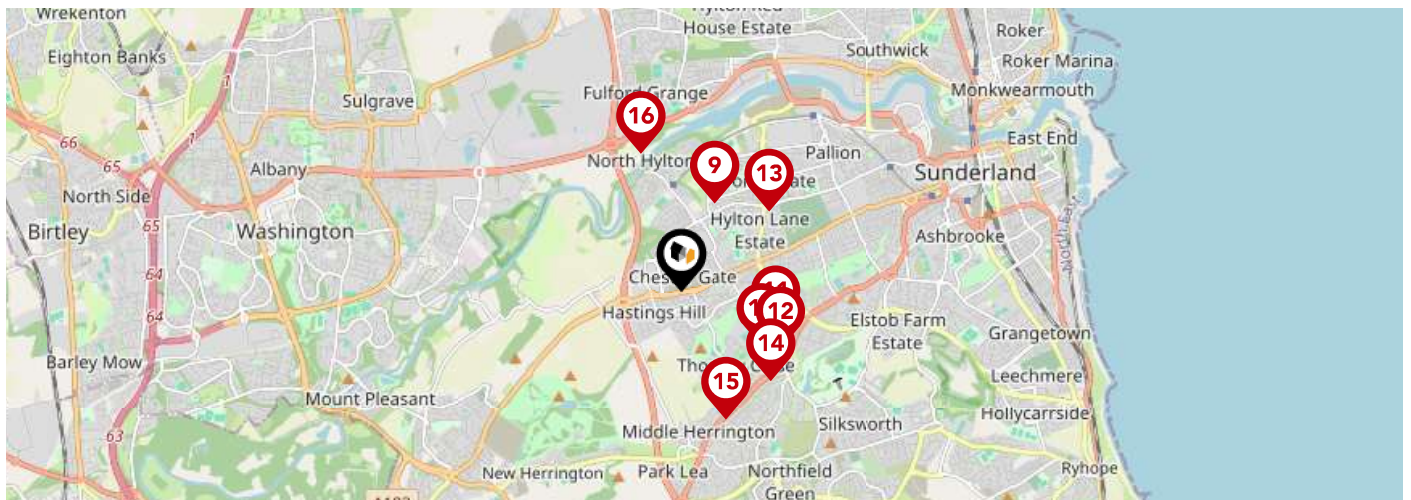 Wrekenton
House Estate
Roker
Eighton Banks
Southwick
Roker Marina
1
Sulgrave
Fulford Grange
Monkwearmouth
16
66
East End
North Hylton
9
13
Pallion
65
Albany
Sunderland
North Side
65
Hylton Lane
Estate
Birtley
Washington
Ashbrooke
64
Gate
Hastings Hill
12
64
Elstob Farm
Estate
Grangetown
14
Barley Mow
15
Leechmere
Mount Pleasant
Hollycarrside
Silksworth
Middle Herrington
63
New Herrington
Park Lea
Northfield
Green
Ryhope